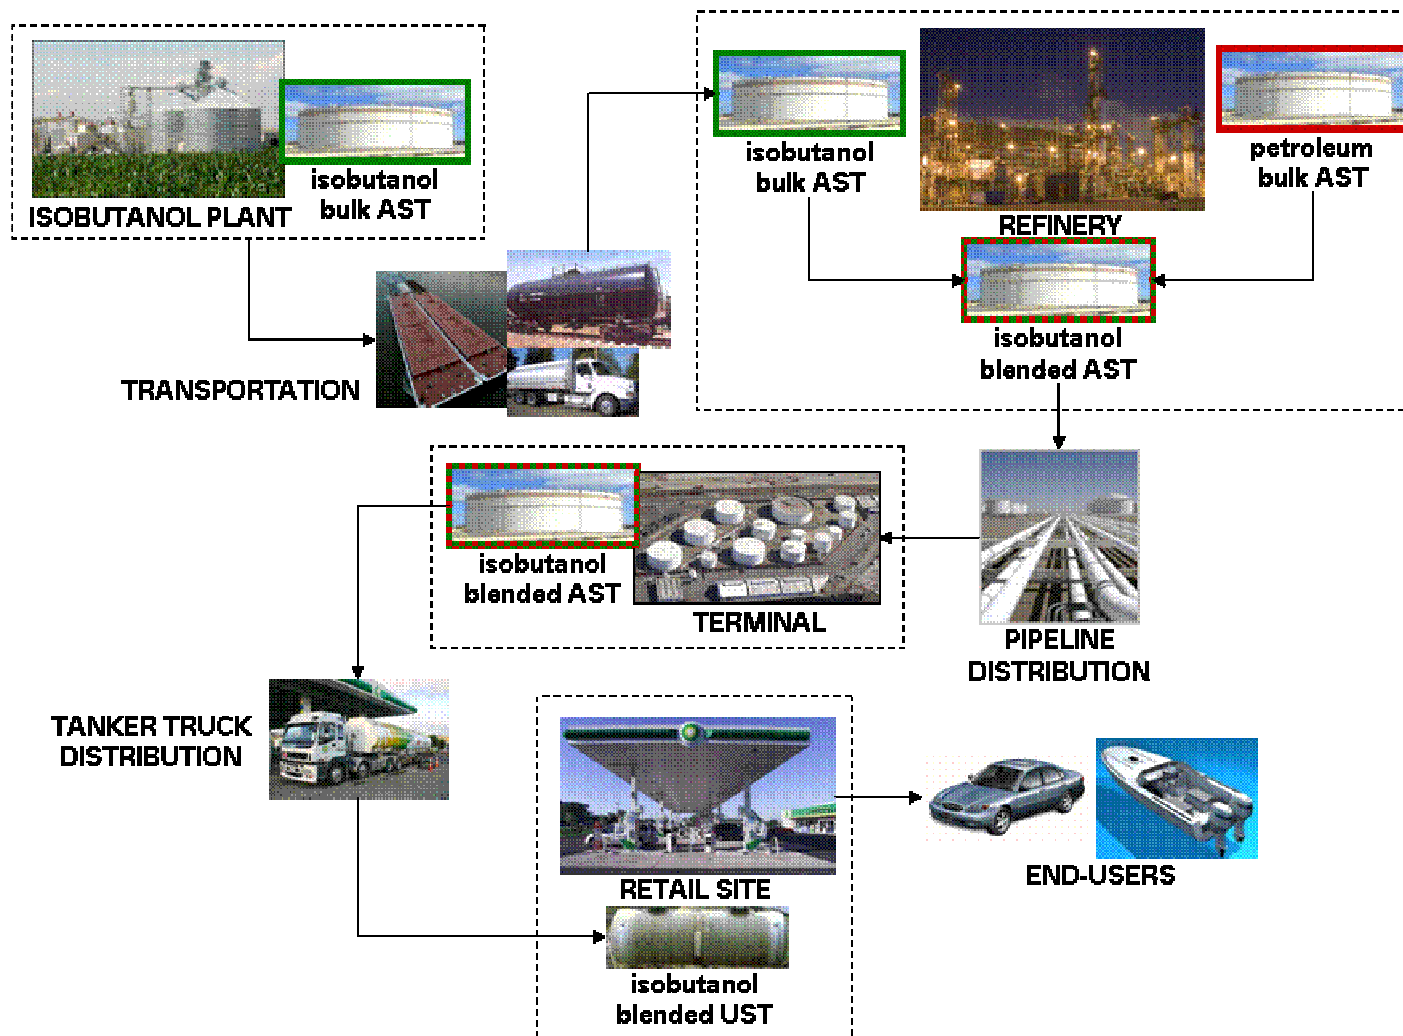 isobutanol
bulk AST
ISOBUTANOL PLANT
isobutanol
bulk AST
REFINERY
petroleum
bulk AST
isobutanol
blended AST
TRANSPORTATION
isobutanol
blended AST
TERMINAL
PIPELINE
DISTRIBUTION
TANKER TRUCK
DISTRIBUTION
RETAIL SITE
isobutanol
blended UST
END-USERS